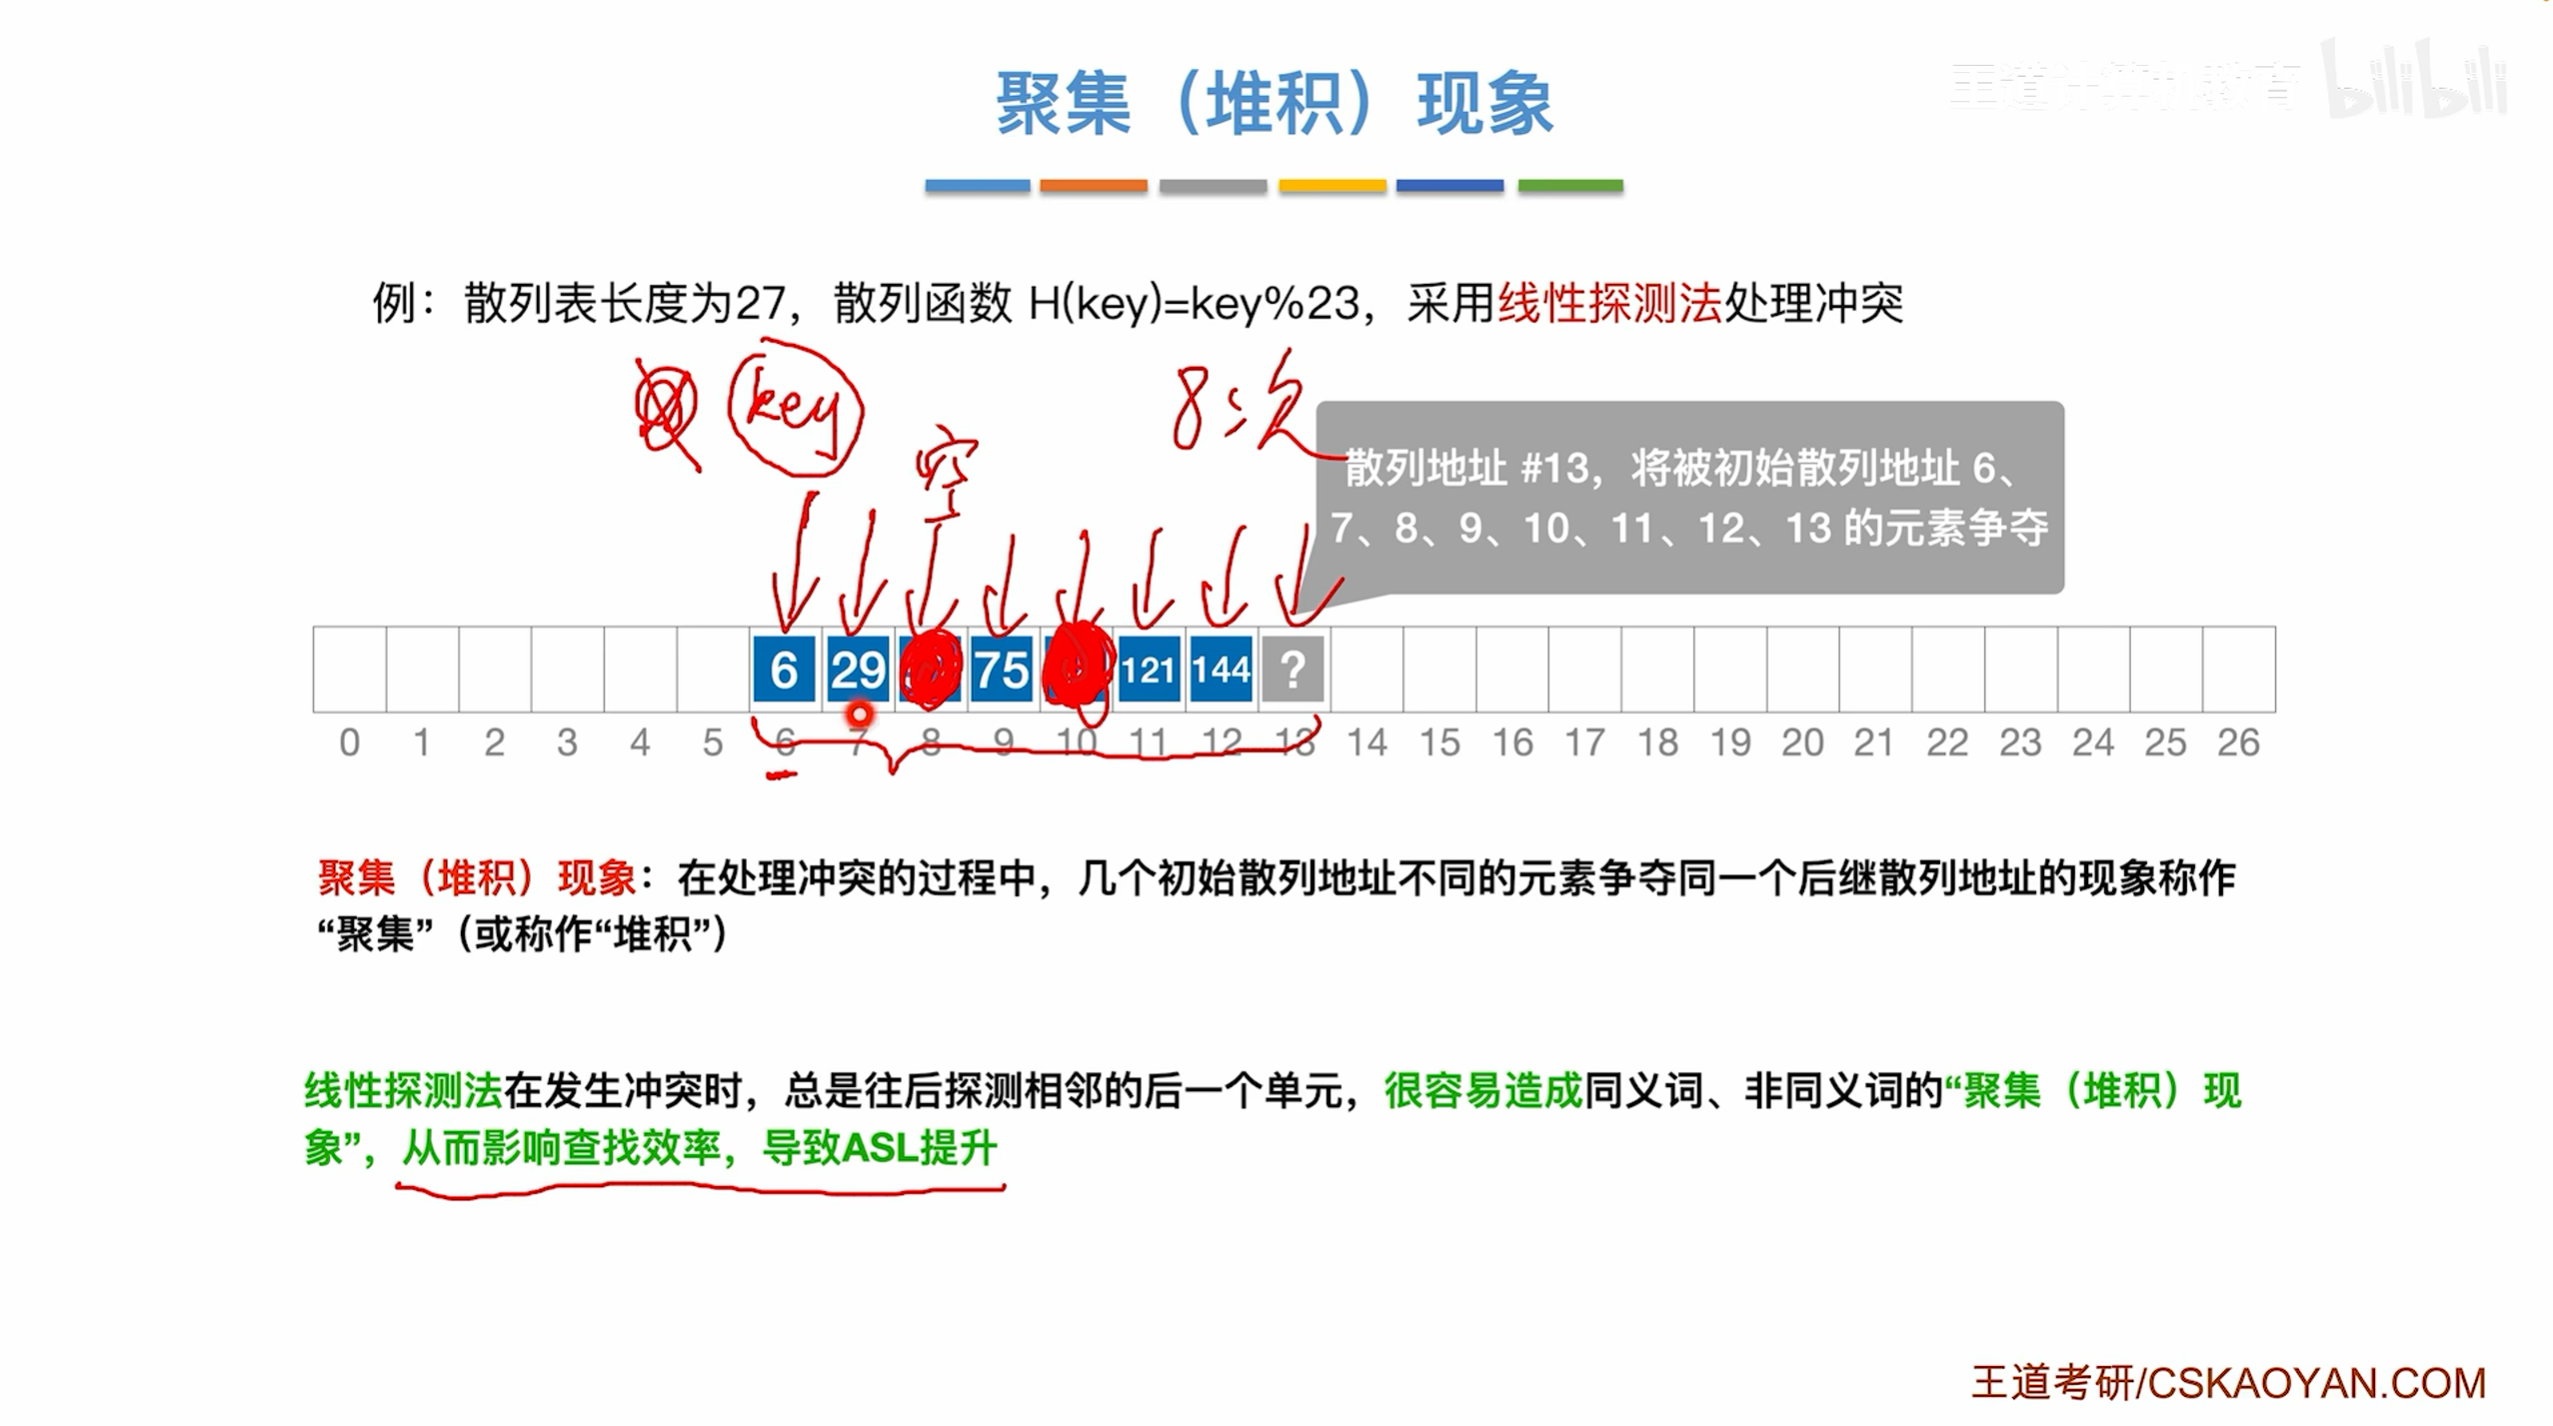 聚集（堆积）现象
王道计算机教育 bilibili
例：散列表长度为27，散列函数 H(key)=key%23，采用线性探测法处理冲突
key
8次
空
散列地址 #13，将被初始散列地址 6、
7、8、9、10、11、12、13 的元素争夺
6 29 75 121 144 ?
0 1 2 3 4 5 6 7 8 9 10 11 12 13 14 15 16 17 18 19 20 21 22 23 24 25 26
聚集（堆积）现象：在处理冲突的过程中，几个初始散列地址不同的元素争夺同一个后继散列地址的现象称作
“聚集”（或称作“堆积”）
线性探测法在发生冲突时，总是往后探测相邻的后一个单元，很容易造成同义词、非同义词的“聚集（堆积）现
象”，从而影响查找效率，导致ASL提升
王道考研/CSKAOYAN.COM